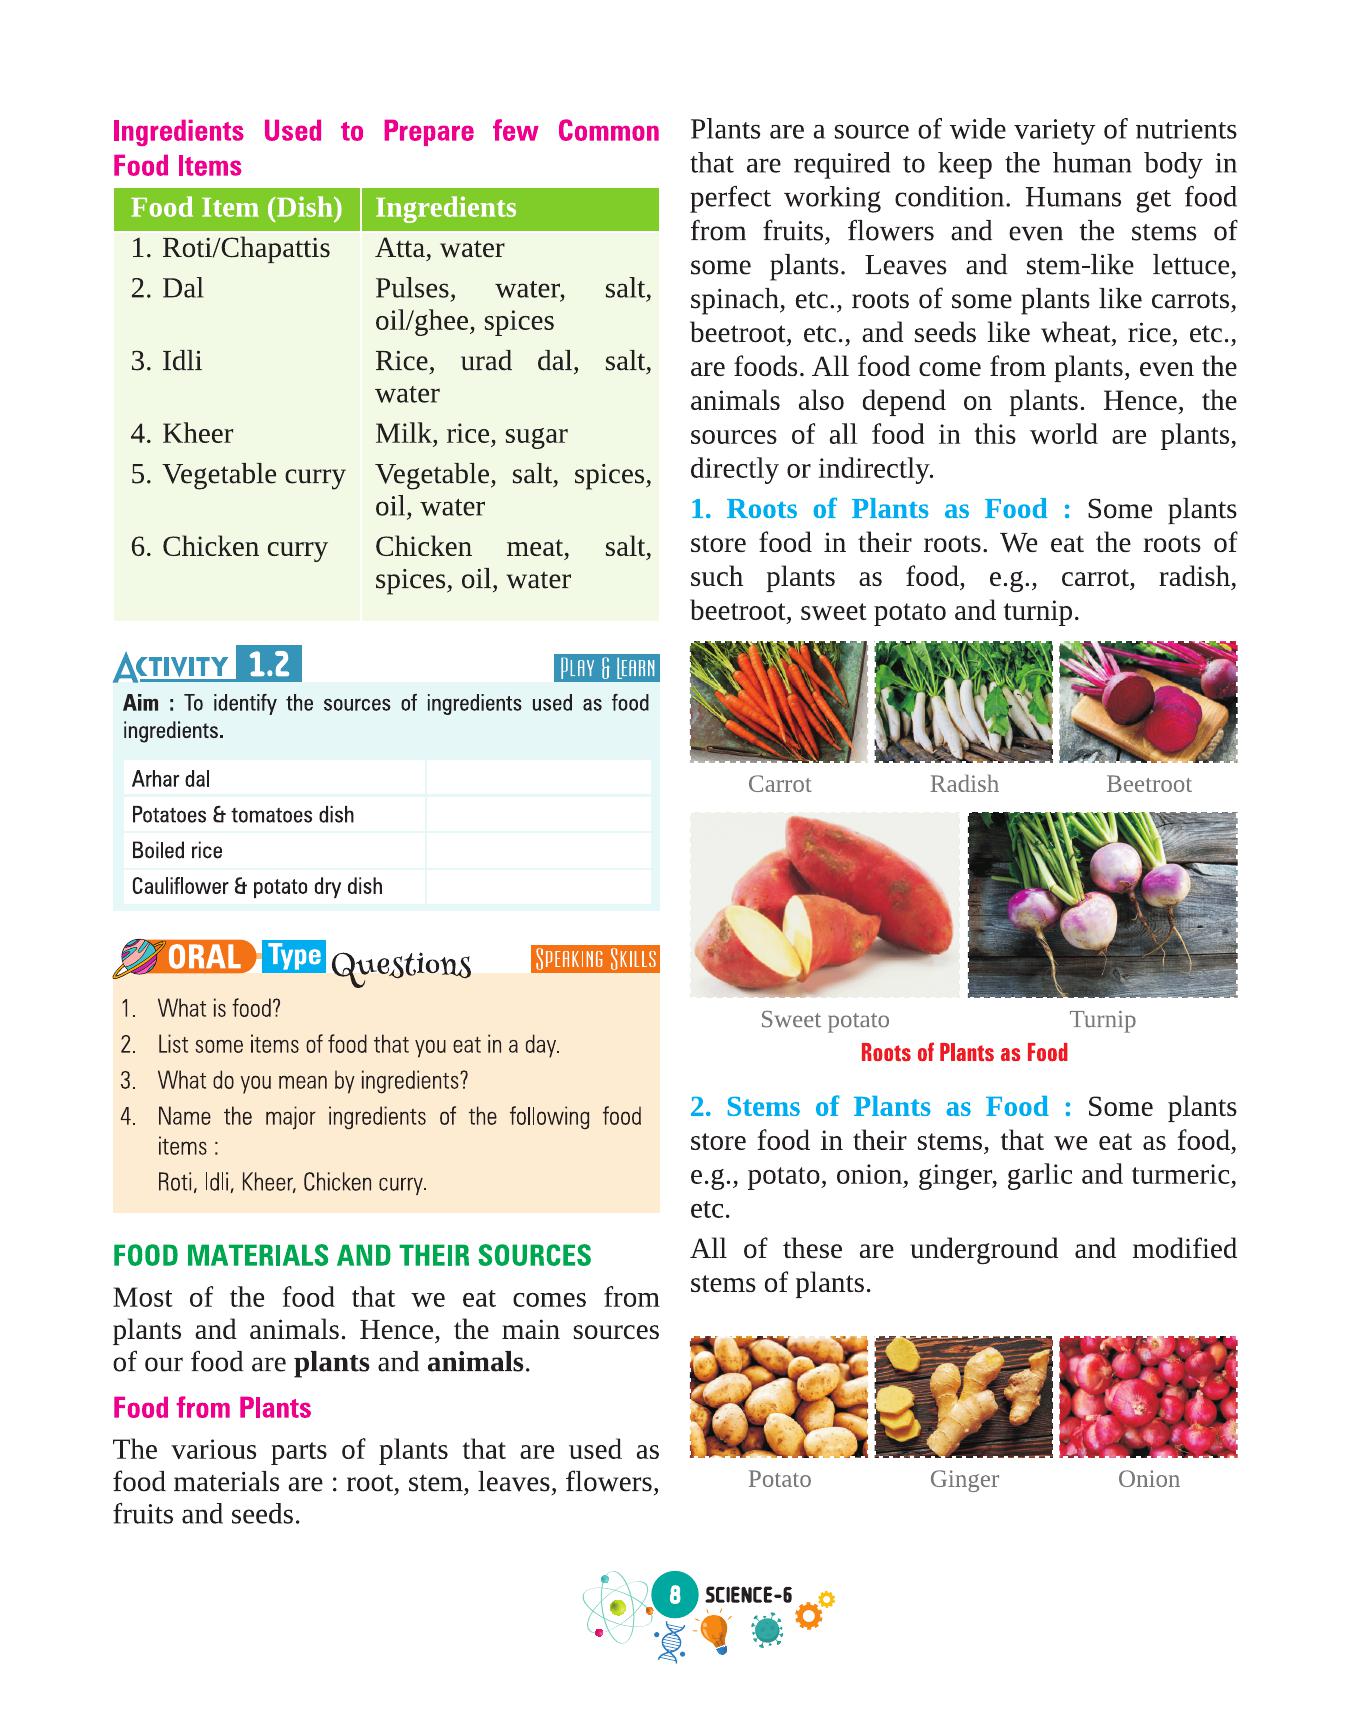 Ingredients Used to Prepare few Common
Food Items
Food Item (Dish) Ingredients
1. Roti/Chapattis Atta, water
2. Dal Pulses, water, salt,
oil/ghee, spices
3. Idli Rice, urad dal, salt,
water
4. Kheer Milk, rice, sugar
5. Vegetable curry Vegetable, salt, spices,
oil, water
6. Chicken curry Chicken meat, salt,
spices, oil, water
ACTIVITY 1.2 PLAY & LEARN
Aim : To identify the sources of ingredients used as food
ingredients.
Arhar dal
Potatoes & tomatoes dish
Boiled rice
Cauliflower & potato dry dish
ORAL Type Questions SPEAKING SKILLS
1. What is food?
2. List some items of food that you eat in a day.
3. What do you mean by ingredients?
4. Name the major ingredients of the following food
items :
Roti, Idli, Kheer, Chicken curry.
FOOD MATERIALS AND THEIR SOURCES
Most of the food that we eat comes from
plants and animals. Hence, the main sources
of our food are plants and animals.
Food from Plants
The various parts of plants that are used as
food materials are : root, stem, leaves, flowers,
fruits and seeds.
Plants are a source of wide variety of nutrients
that are required to keep the human body in
perfect working condition. Humans get food
from fruits, flowers and even the stems of
some plants. Leaves and stem-like lettuce,
spinach, etc., roots of some plants like carrots,
beetroot, etc., and seeds like wheat, rice, etc.,
are foods. All food come from plants, even the
animals also depend on plants. Hence, the
sources of all food in this world are plants,
directly or indirectly.
1. Roots of Plants as Food : Some plants
store food in their roots. We eat the roots of
such plants as food, e.g., carrot, radish,
beetroot, sweet potato and turnip.
Carrot Radish Beetroot
Sweet potato Turnip
Roots of Plants as Food
2. Stems of Plants as Food : Some plants
store food in their stems, that we eat as food,
e.g., potato, onion, ginger, garlic and turmeric,
etc.
All of these are underground and modified
stems of plants.
Potato Ginger Onion
8 SCIENCE-6